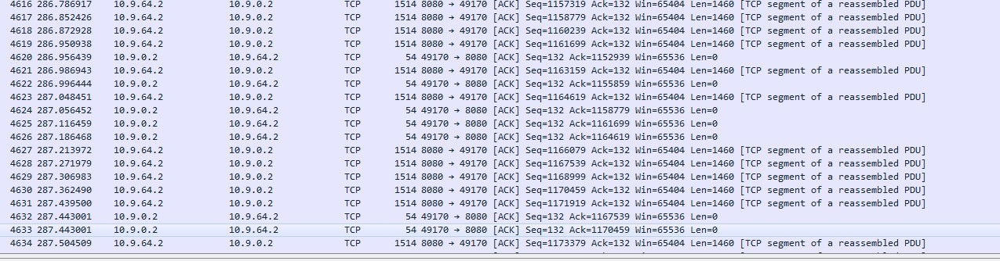 4616 286.786917 10.9.64.2 10.9.0.2 TCP 1514 8080 → 49170 [ACK] Seq=1157319 Ack=132 Win=65404 Len=1460 [TCP segment of a reassembled PDU]
4617 286.852426 10.9.64.2 10.9.0.2 TCP 1514 8080 → 49170 [ACK] Seq=1158779 Ack=132 Win=65404 Len=1460 [TCP segment of a reassembled PDU]
4618 286.872928 10.9.64.2 10.9.0.2 TCP 1514 8080 → 49170 [ACK] Seq=1160239 Ack=132 Win=65404 Len=1460 [TCP segment of a reassembled PDU]
4619 286.950938 10.9.64.2 10.9.0.2 TCP 1514 8080 → 49170 [ACK] Seq=1161699 Ack=132 Win=65404 Len=1460 [TCP segment of a reassembled PDU]
4620 286.956439 10.9.0.2 10.9.64.2 TCP 54 49170 → 8080 [ACK] Seq=132 Ack=1152939 Win=65536 Len=0
4621 286.986943 10.9.64.2 10.9.0.2 TCP 1514 8080 → 49170 [ACK] Seq=1163159 Ack=132 Win=65404 Len=1460 [TCP segment of a reassembled PDU]
4622 286.996444 10.9.0.2 10.9.64.2 TCP 54 49170 → 8080 [ACK] Seq=132 Ack=1155859 Win=65536 Len=0
4623 287.048451 10.9.64.2 10.9.0.2 TCP 1514 8080 → 49170 [ACK] Seq=1164619 Ack=132 Win=65404 Len=1460 [TCP segment of a reassembled PDU]
4624 287.056452 10.9.0.2 10.9.64.2 TCP 54 49170 → 8080 [ACK] Seq=132 Ack=1158779 Win=65536 Len=0
4625 287.116459 10.9.0.2 10.9.64.2 TCP 54 49170 → 8080 [ACK] Seq=132 Ack=1161699 Win=65536 Len=0
4626 287.186468 10.9.0.2 10.9.64.2 TCP 54 49170 → 8080 [ACK] Seq=132 Ack=1164619 Win=65536 Len=0
4627 287.213972 10.9.64.2 10.9.0.2 TCP 1514 8080 → 49170 [ACK] Seq=1166079 Ack=132 Win=65404 Len=1460 [TCP segment of a reassembled PDU]
4628 287.271979 10.9.64.2 10.9.0.2 TCP 1514 8080 → 49170 [ACK] Seq=1167539 Ack=132 Win=65404 Len=1460 [TCP segment of a reassembled PDU]
4629 287.306983 10.9.64.2 10.9.0.2 TCP 1514 8080 → 49170 [ACK] Seq=1168999 Ack=132 Win=65404 Len=1460 [TCP segment of a reassembled PDU]
4630 287.362490 10.9.64.2 10.9.0.2 TCP 1514 8080 → 49170 [ACK] Seq=1170459 Ack=132 Win=65404 Len=1460 [TCP segment of a reassembled PDU]
4631 287.439500 10.9.64.2 10.9.0.2 TCP 1514 8080 → 49170 [ACK] Seq=1171919 Ack=132 Win=65404 Len=1460 [TCP segment of a reassembled PDU]
4632 287.443001 10.9.0.2 10.9.64.2 TCP 54 49170 → 8080 [ACK] Seq=132 Ack=1167539 Win=65536 Len=0
4633 287.443001 10.9.0.2 10.9.64.2 TCP 54 49170 → 8080 [ACK] Seq=132 Ack=1170459 Win=65536 Len=0
4634 287.504509 10.9.64.2 10.9.0.2 TCP 1514 8080 → 49170 [ACK] Seq=1173379 Ack=132 Win=65404 Len=1460 [TCP segment of a reassembled PDU]